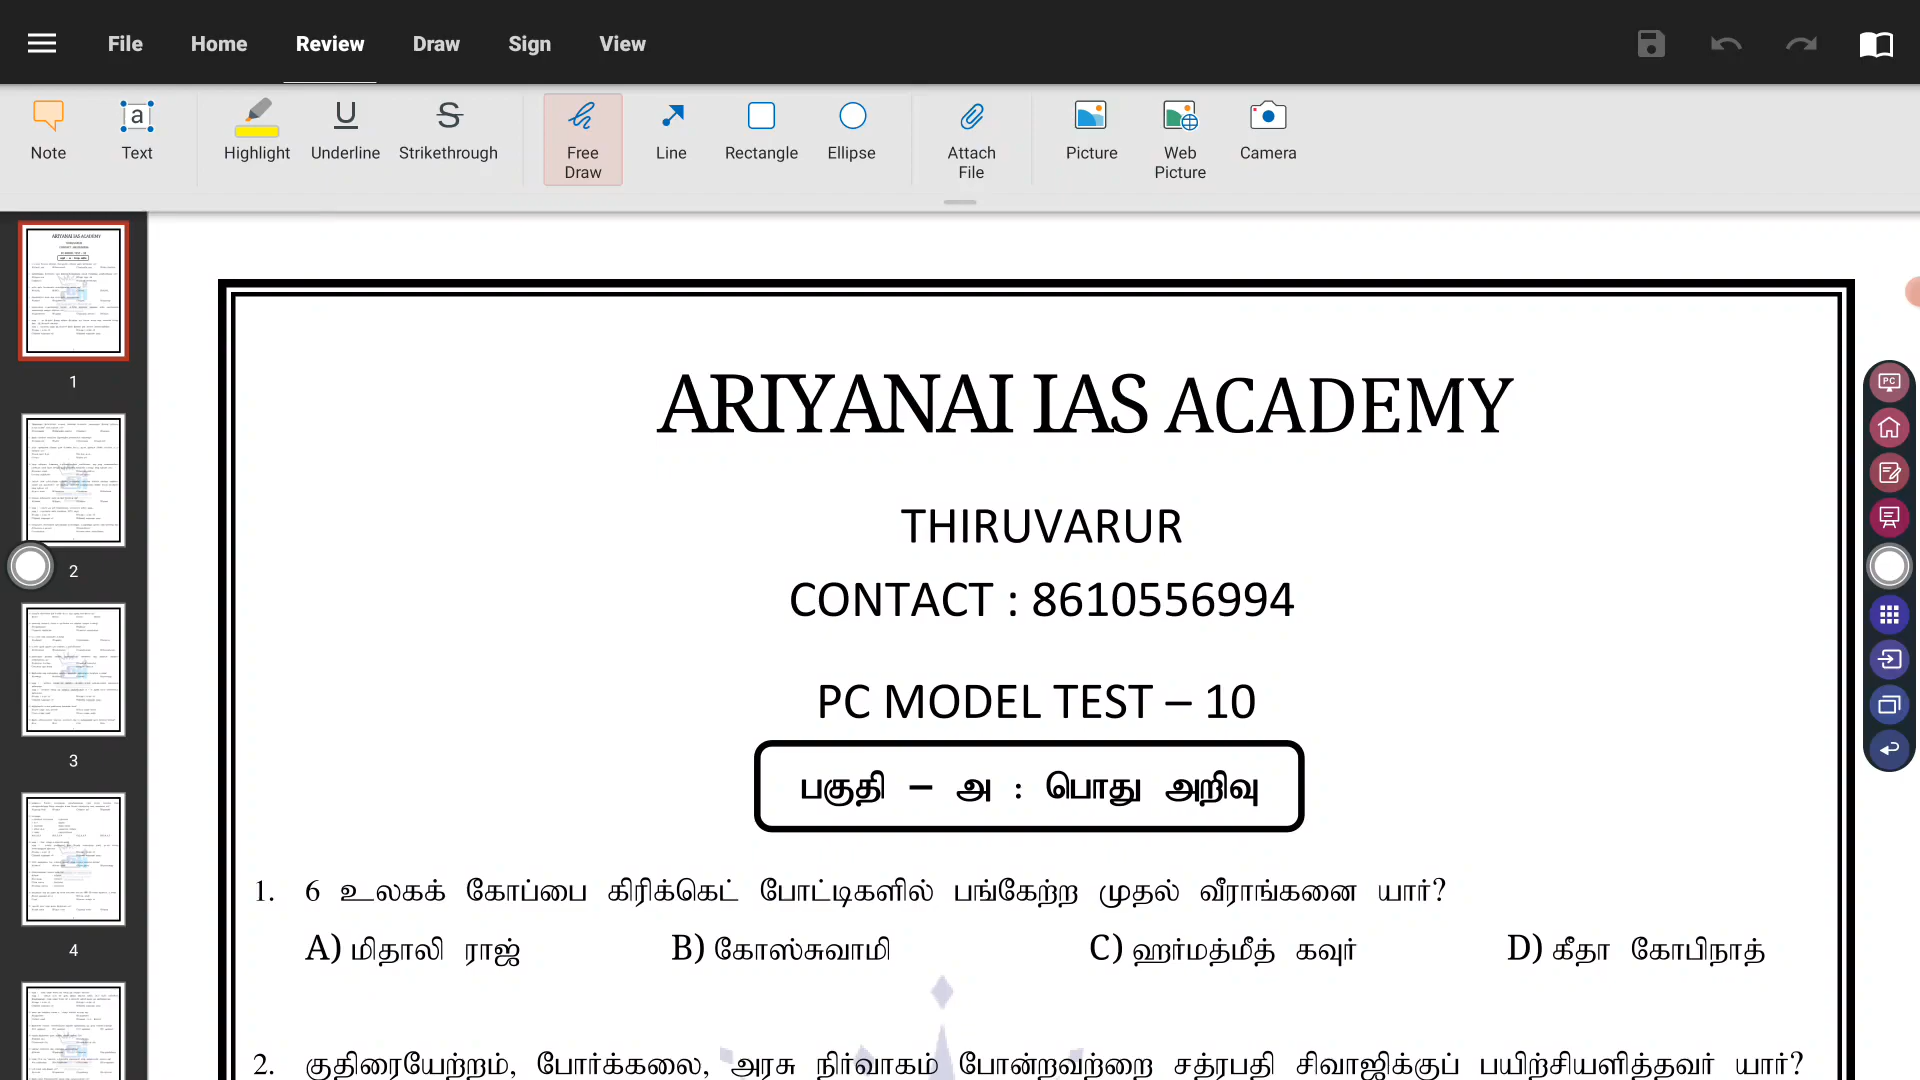 File Home Review Draw Sign View
Note Text Highlight Underline Strikethrough Free Draw Line Rectangle Ellipse Attach File Picture Web Picture Camera
ARIYANAI IAS ACADEMY
THIRUVARUR
CONTACT : 8610556994
PC MODEL TEST – 10
பகுதி – அ : பொது அறிவு
1. 6 உலகக் கோப்பை கிரிக்கெட் போட்டிகளில் பங்கேற்ற முதல் வீராங்கனை யார்?
A) மிதாலி ராஜ் B) கோஸ்சுவாமி C) ஹர்மத்மீத் கவுர் D) கீதா கோபிநாத்
2. குதிரையேற்றம், போர்க்கலை, அரசு நிர்வாகம் போன்றவற்றை சத்ரபதி சிவாஜிக்குப் பயிற்சியளித்தவர் யார்?
1
2
3
4